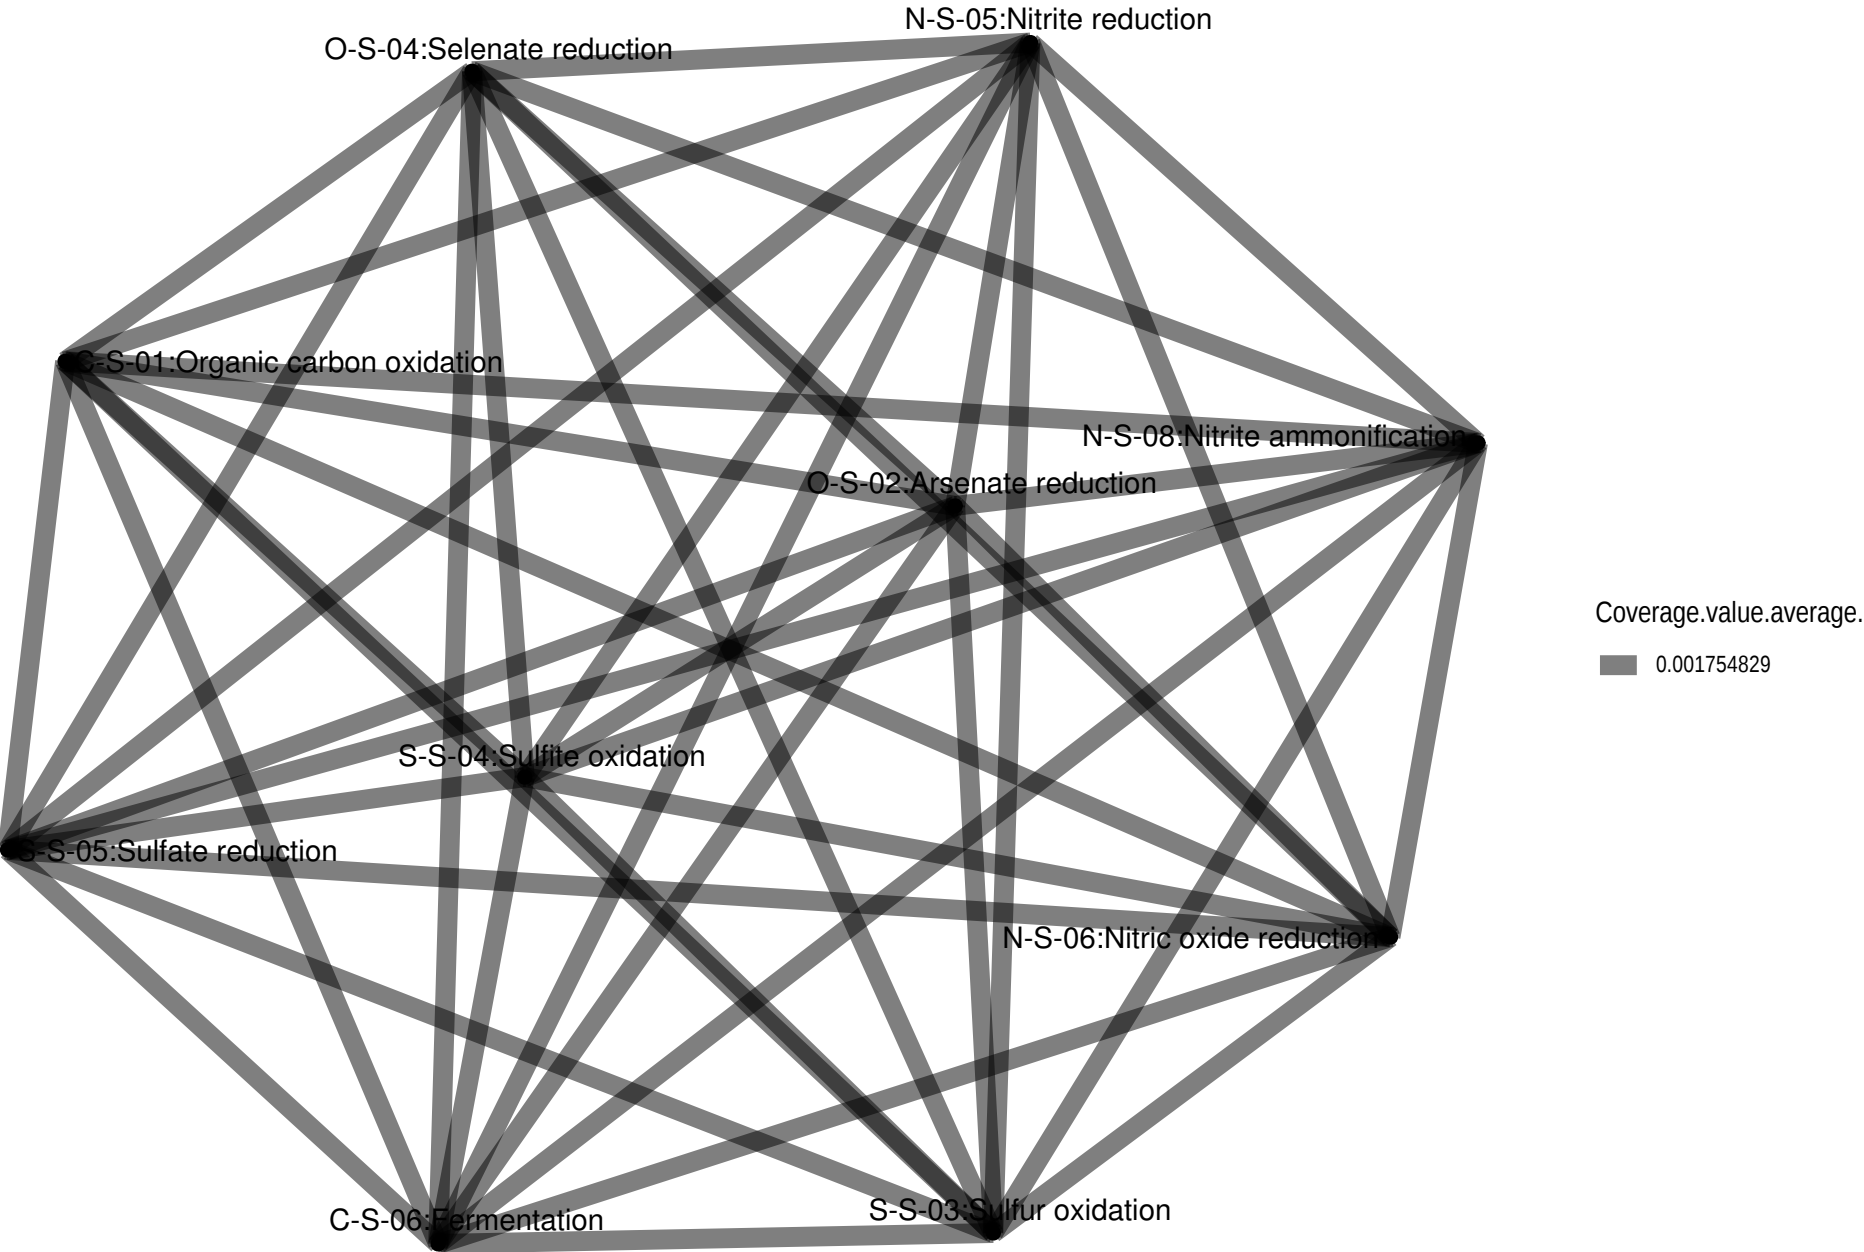 N-S-05:Nitrite reduction
O-S-04:Selenate reduction
C-S-01:Organic carbon oxidation
N-S-08:Nitrite ammonification
O-S-02:Arsenate reduction
Coverage.value.average.
0.001754829
S-S-04:Sulfite oxidation
S-S-05:Sulfate reduction
N-S-06:Nitric oxide reduction
S-S-03:Sulfur oxidation
C-S-06:Fermentation